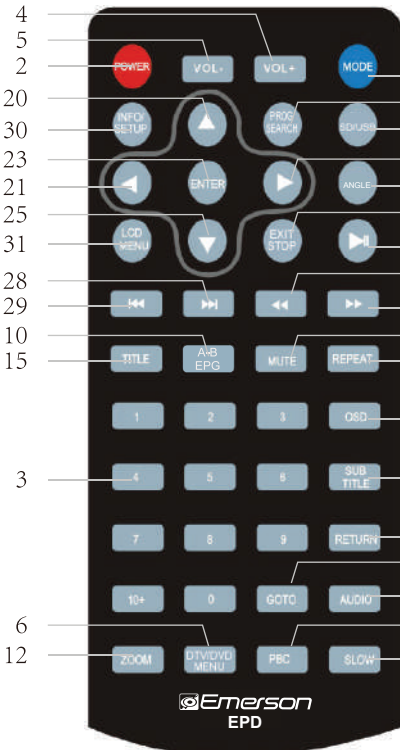 4
5
2 POWER VOL- VOL+ MODE
20
30 INFO/ SETUP PROG SEARCH SD/USB
23
21 ENTER ANGLE
25
31 LCD MENU EXIT STOP
28
29
10
15 TITLE A-B EPG MUTE REPEAT
1 2 3 OSD
3 4 5 6 SUB TITLE
7 8 9 RETURN
10+ 0 GOTO AUDIO
6
12 ZOOM DTV/DVD MENU PBC SLOW
Emerson
EPD